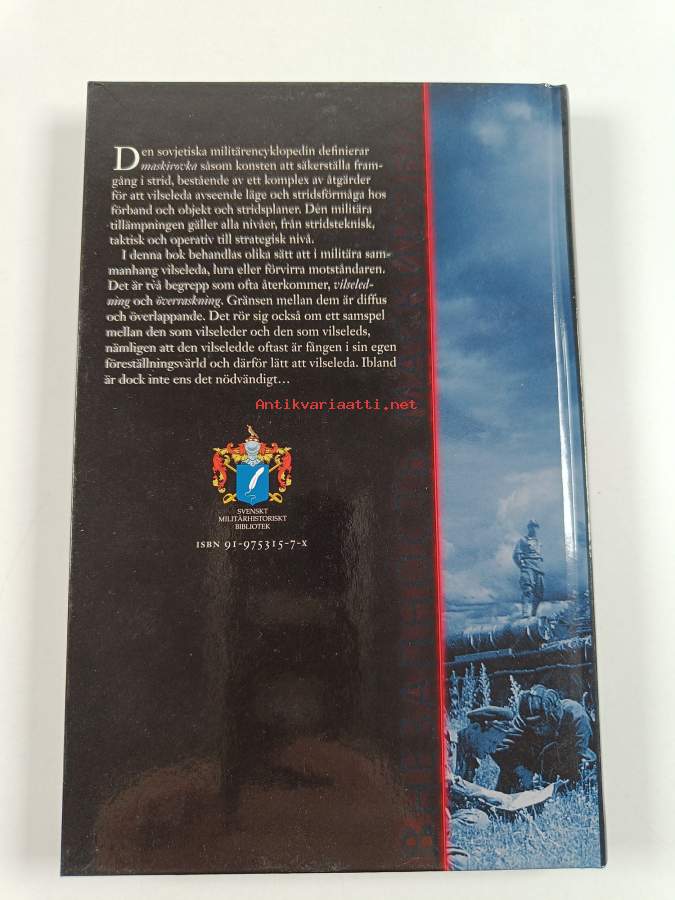 Den sovjetiska militärencyklopedin definierar
maskirovka såsom konsten att säkerställa fram-
gång i strid, bestående av ett komplex av åtgärder
för att vilseleda avseende läge och stridsförmåga hos
förband och objekt och stridsplaner. Den militära
tillämpningen gäller alla nivåer, från stridsteknisk,
taktisk och operativ till strategisk nivå.
I denna bok behandlas olika sätt att i militära sam-
manhang vilseleda, lura eller förvirra motståndaren.
Det är två begrepp som ofta återkommer, vilseled-
ning och överraskning. Gränsen mellan dem är diffus
och överlappande. Det rör sig också om ett samspel
mellan den som vilseleder och den som vilseleds,
nämligen att den vilseledde oftast är fången i sin egen
föreställningsvärld och därför lätt att vilseleda. Ibland
är dock inte ens det nödvändigt…
Antikvariaatti.net
SVENSKT
MILITÄRHISTORISKT
BIBLIOTEK
ISBN 91-975315-7-X